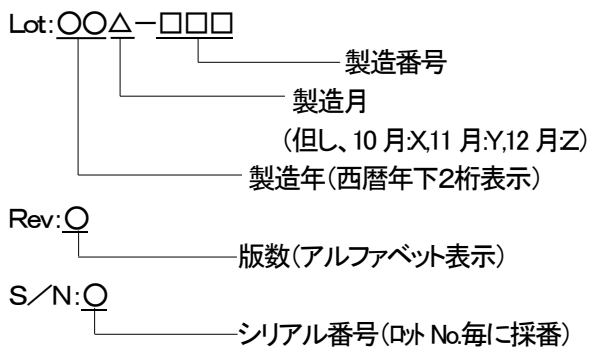 Lot:○○△－□□□
製造番号
製造月
(但し、10月:X,11月:Y,12月:Z)
製造年(西暦年下2桁表示)
Rev:○
版数(アルファベット表示)
S／N:○
シリアル番号(ﾛｯﾄ No.毎に採番)